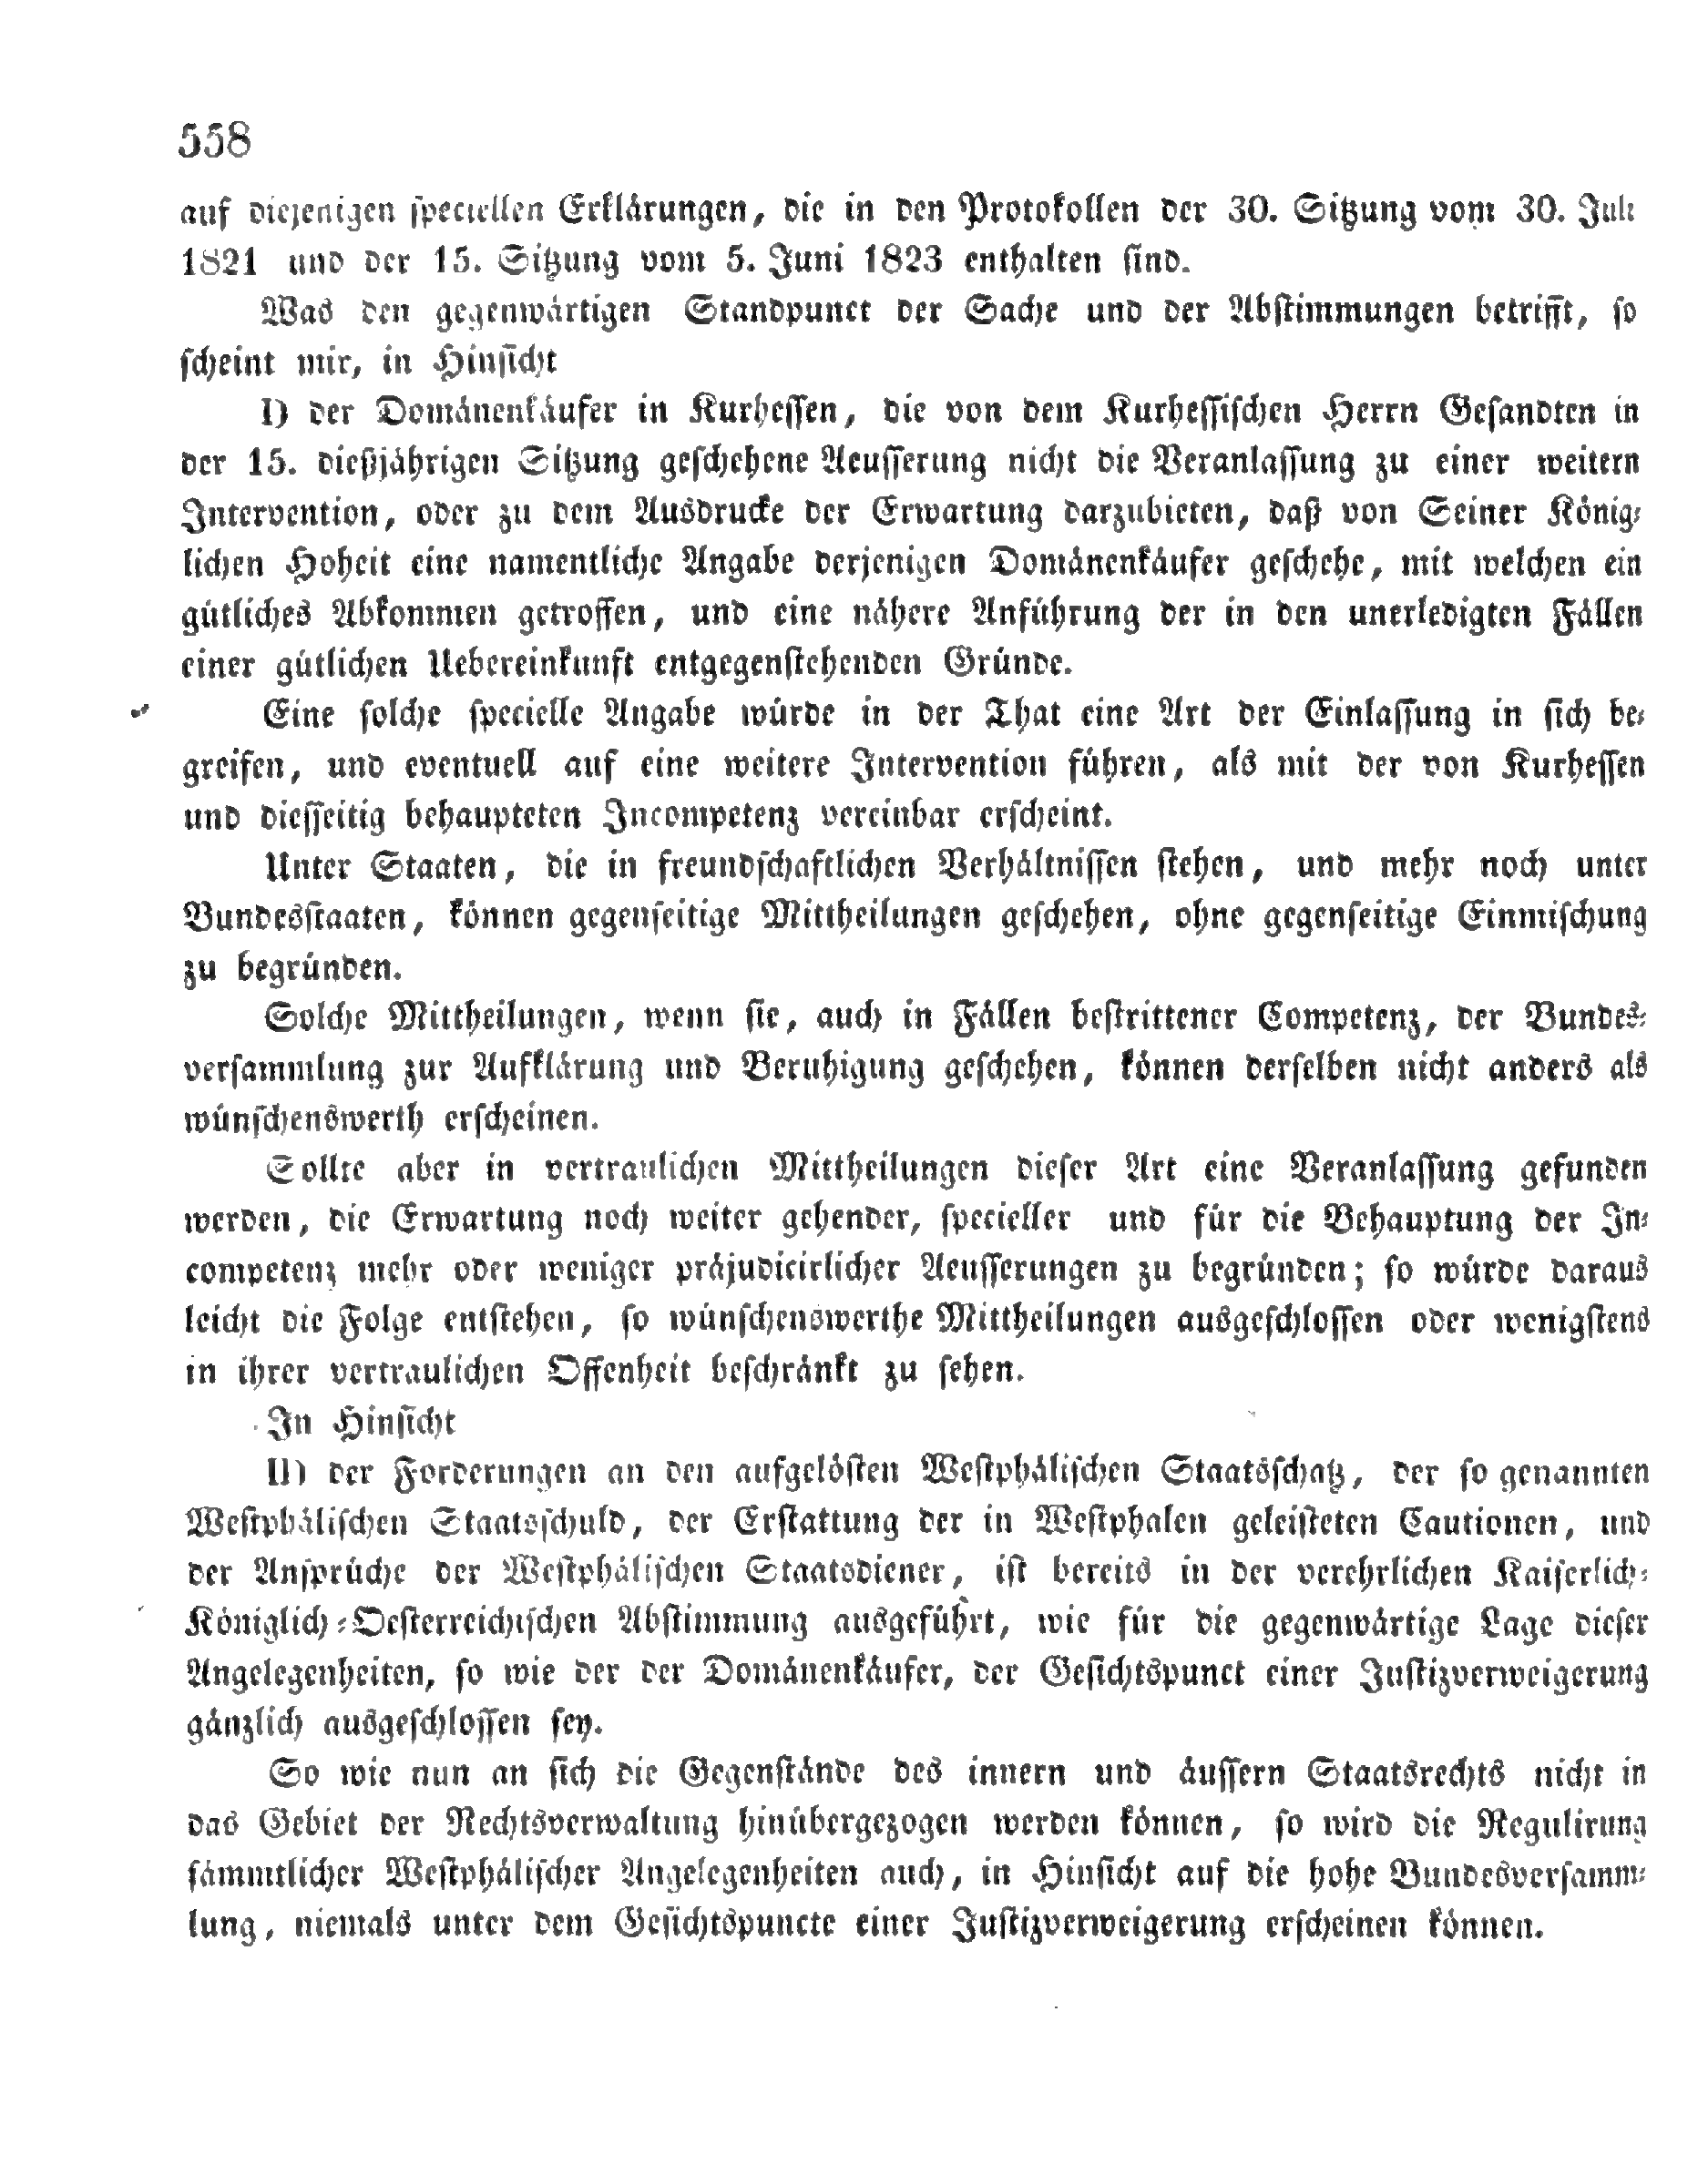 558
auf diejenigen speciellen Erklärungen, die in den Protokollen der 30. Sitzung vom 30. Juli
1821 und der 15. Sitzung vom 5. Juni 1823 enthalten sind.
Was den gegenwärtigen Standpunct der Sache und der Abstimmungen betrifft, so
scheint mir, in Hinsicht
I) der Domänenkäufer in Kurhessen, die von dem Kurhessischen Herrn Gesandten in
der 15. dießjährigen Sitzung geschehene Aeusserung nicht die Veranlassung zu einer weitern
Intervention, oder zu dem Ausdrucke der Erwartung darzubieten, daß von Seiner König-
lichen Hoheit eine namentliche Angabe derjenigen Domänenkäufer geschehe, mit welchen ein
gütliches Abkommen getroffen, und eine nähere Anführung der in den unerledigten Fällen
einer gütlichen Uebereinkunft entgegenstehenden Gründe.
Eine solche specielle Angabe würde in der That eine Art der Einlassung in sich be-
greifen, und eventuell auf eine weitere Intervention führen, als mit der von Kurhessen
und diesseitig behaupteten Incompetenz vereinbar erscheint.
Unter Staaten, die in freundschaftlichen Verhältnissen stehen, und mehr noch unter
Bundesstaaten, können gegenseitige Mittheilungen geschehen, ohne gegenseitige Einmischung
zu begründen.
Solche Mittheilungen, wenn sie, auch in Fällen bestrittener Competenz, der Bundes-
versammlung zur Aufklärung und Beruhigung geschehen, können derselben nicht anders als
wünschenswerth erscheinen.
Sollte aber in vertraulichen Mittheilungen dieser Art eine Veranlassung gefunden
werden, die Erwartung noch weiter gehender, specieller und für die Behauptung der In-
competenz mehr oder weniger präjudicirlicher Aeusserungen zu begründen; so würde daraus
leicht die Folge entstehen, so wünschenswerthe Mittheilungen ausgeschlossen oder wenigstens
in ihrer vertraulichen Offenheit beschränkt zu sehen.
In Hinsicht
II) der Forderungen an den aufgelösten Westphälischen Staatsschatz, der so genannten
Westphälischen Staatsschuld, der Erstattung der in Westphalen geleisteten Cautionen, und
der Ansprüche der Westphälischen Staatsdiener, ist bereits in der verehrlichen Kaiserlich-
Königlich-Oesterreichischen Abstimmung ausgeführt, wie für die gegenwärtige Lage dieser
Angelegenheiten, so wie der der Domänenkäufer, der Gesichtspunct einer Justizverweigerung
gänzlich ausgeschlossen sey.
So wie nun an sich die Gegenstände des innern und äussern Staatsrechts nicht in
das Gebiet der Rechtsverwaltung hinübergezogen werden können, so wird die Regulirung
sämmtlicher Westphälischer Angelegenheiten auch, in Hinsicht auf die hohe Bundesversamm-
lung, niemals unter dem Gesichtspuncte einer Justizverweigerung erscheinen können.